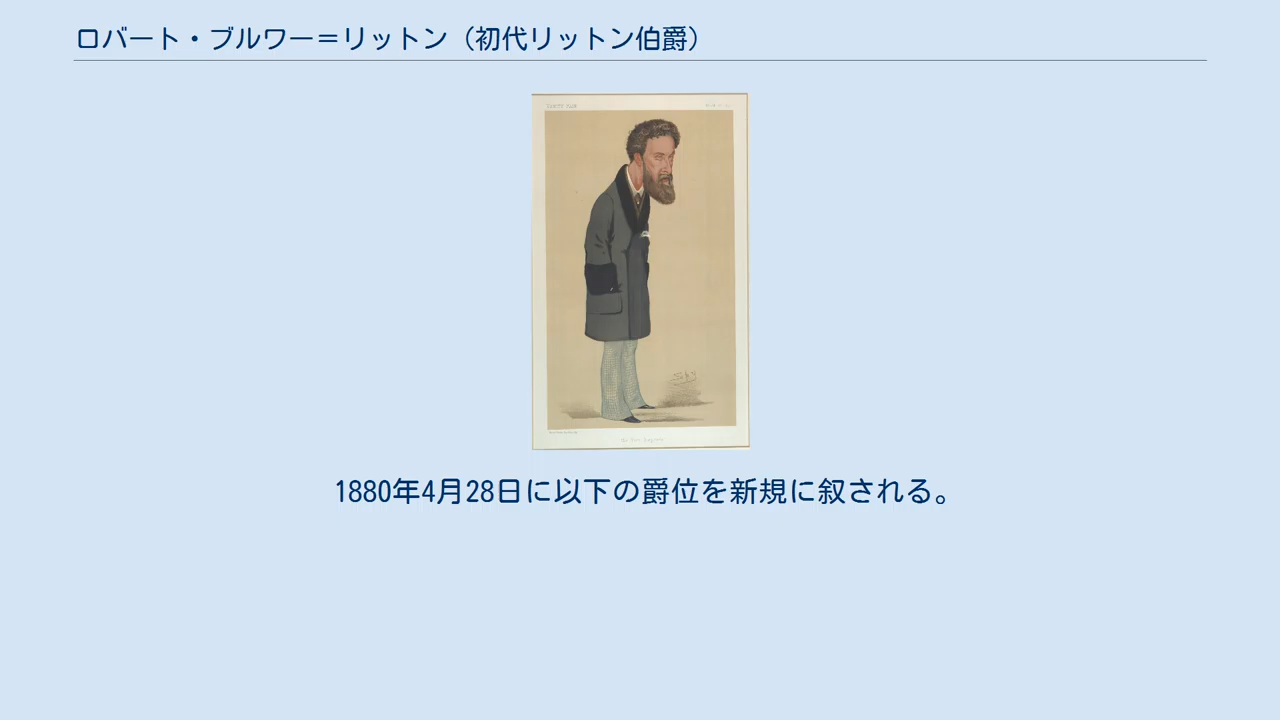 ロバート・ブルワー＝リットン（初代リットン伯爵）
1880年4月28日に以下の爵位を新規に叙される。